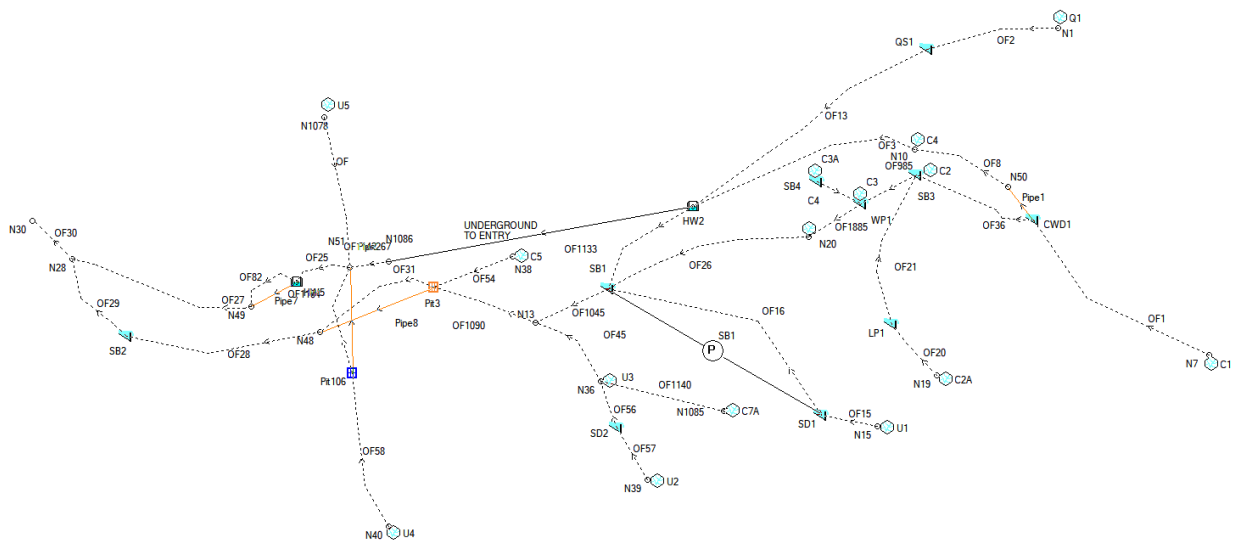 Q1
OF2
N1
QS1
U5
N1078
OF13
OF
OF3
C4
N10
OF985
OF8
C3A
C2
SB4
C3
N50
C4
SB3
Pipe1
WP1
HW2
OF1885
OF36
CWD1
N30
UNDERGROUND
TO ENTRY
N20
OF30
N51
N1086
OF1133
N28
OF25
C5
OF31
N38
SB1
OF26
OF21
OF82
OF54
OF29
OF27
Pipe7
Pit3
N49
OF16
OF1045
N13
OF1
Pipe8
OF1090
LP1
SB2
N48
OF45
SB1
P
OF28
OF20
N7
C1
Pit106
U3
N19
C2A
N36
OF1140
OF56
N1085
C7A
OF15
SD2
SD1
N15
U1
OF58
OF57
N39
U2
N40
U4